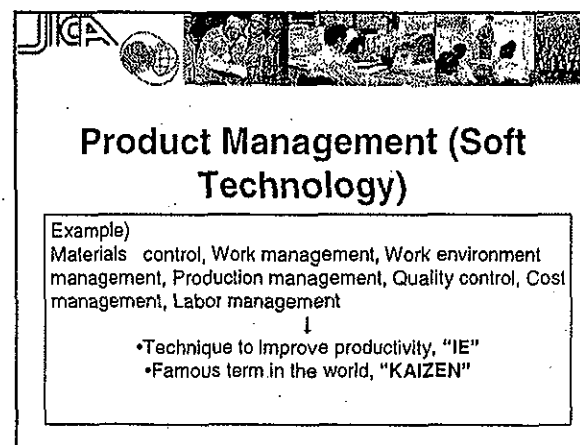 JICA
Product Management (Soft
Technology)
Example)
Materials control, Work management, Work environment
management, Production management, Quality control, Cost
management, Labor management
↓
•Technique to improve productivity, "IE"
•Famous term in the world, "KAIZEN"